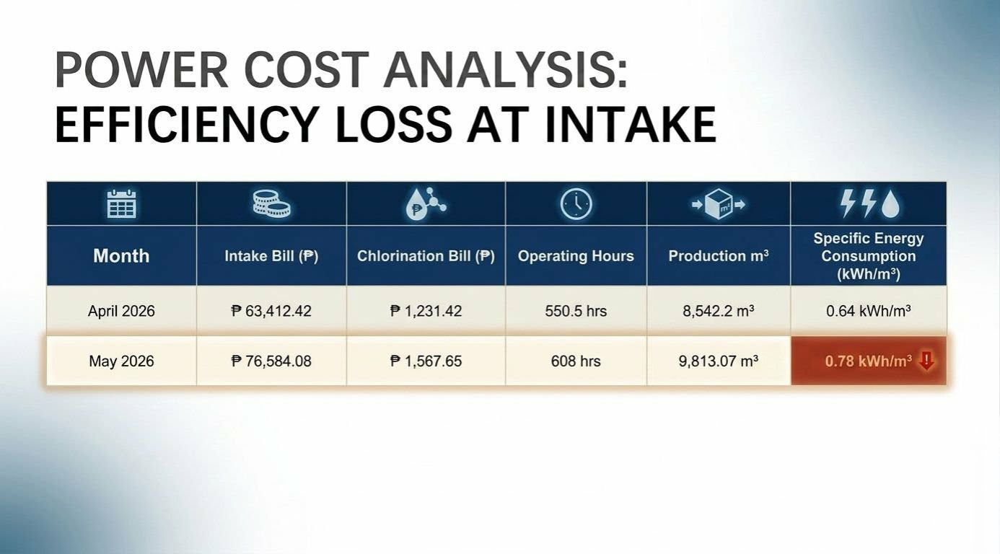 POWER COST ANALYSIS:
EFFICIENCY LOSS AT INTAKE
₱
m³
Month
Intake Bill (₱)
Chlorination Bill (₱)
Operating Hours
Production m³
Specific Energy
Consumption
(kWh/m³)
April 2026
₱ 63,412.42
₱ 1,231.42
550.5 hrs
8,542.2 m³
0.64 kWh/m³
May 2026
₱ 76,584.08
₱ 1,567.65
608 hrs
9,813.07 m³
0.78 kWh/m³ !